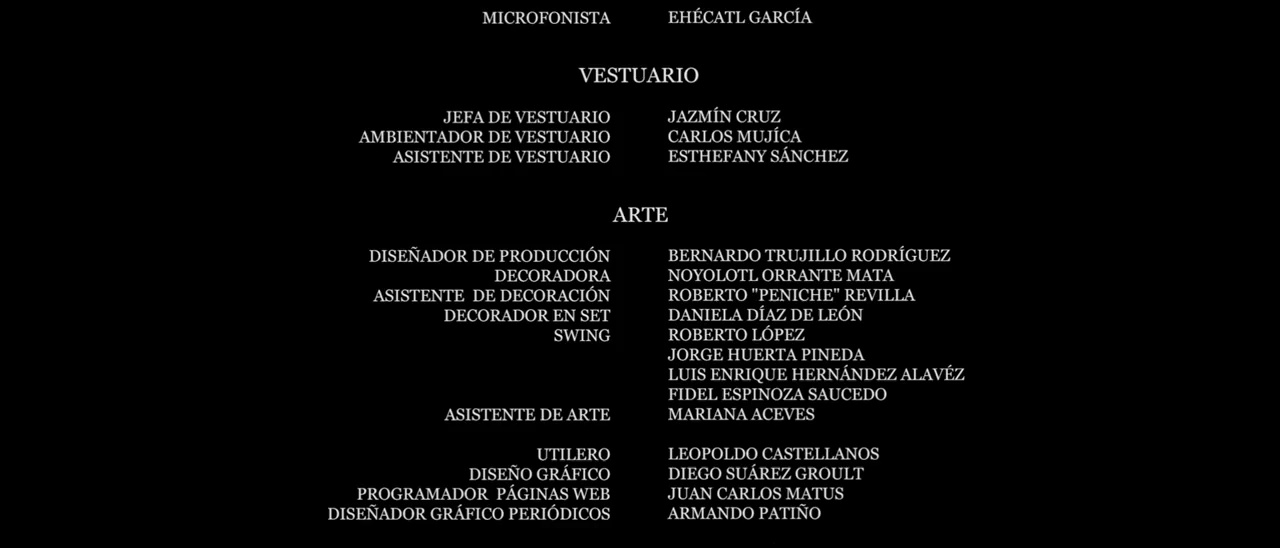 MICROFONISTA EHÉCATL GARCÍA
VESTUARIO
JEFA DE VESTUARIO JAZMÍN CRUZ
AMBIENTADOR DE VESTUARIO CARLOS MUJÍCA
ASISTENTE DE VESTUARIO ESTHEFANY SÁNCHEZ
ARTE
DISEÑADOR DE PRODUCCIÓN BERNARDO TRUJILLO RODRÍGUEZ
DECORADORA NOYOLOTL ORRANTE MATA
ASISTENTE DE DECORACIÓN ROBERTO "PENICHE" REVILLA
DECORADOR EN SET DANIELA DÍAZ DE LEÓN
SWING ROBERTO LÓPEZ
JORGE HUERTA PINEDA
LUIS ENRIQUE HERNÁNDEZ ALAVÉZ
FIDEL ESPINOZA SAUCEDO
ASISTENTE DE ARTE MARIANA ACEVES
UTILERO LEOPOLDO CASTELLANOS
DISEÑO GRÁFICO DIEGO SUÁREZ GROULT
PROGRAMADOR PÁGINAS WEB JUAN CARLOS MATUS
DISEÑADOR GRÁFICO PERIÓDICOS ARMANDO PATIÑO